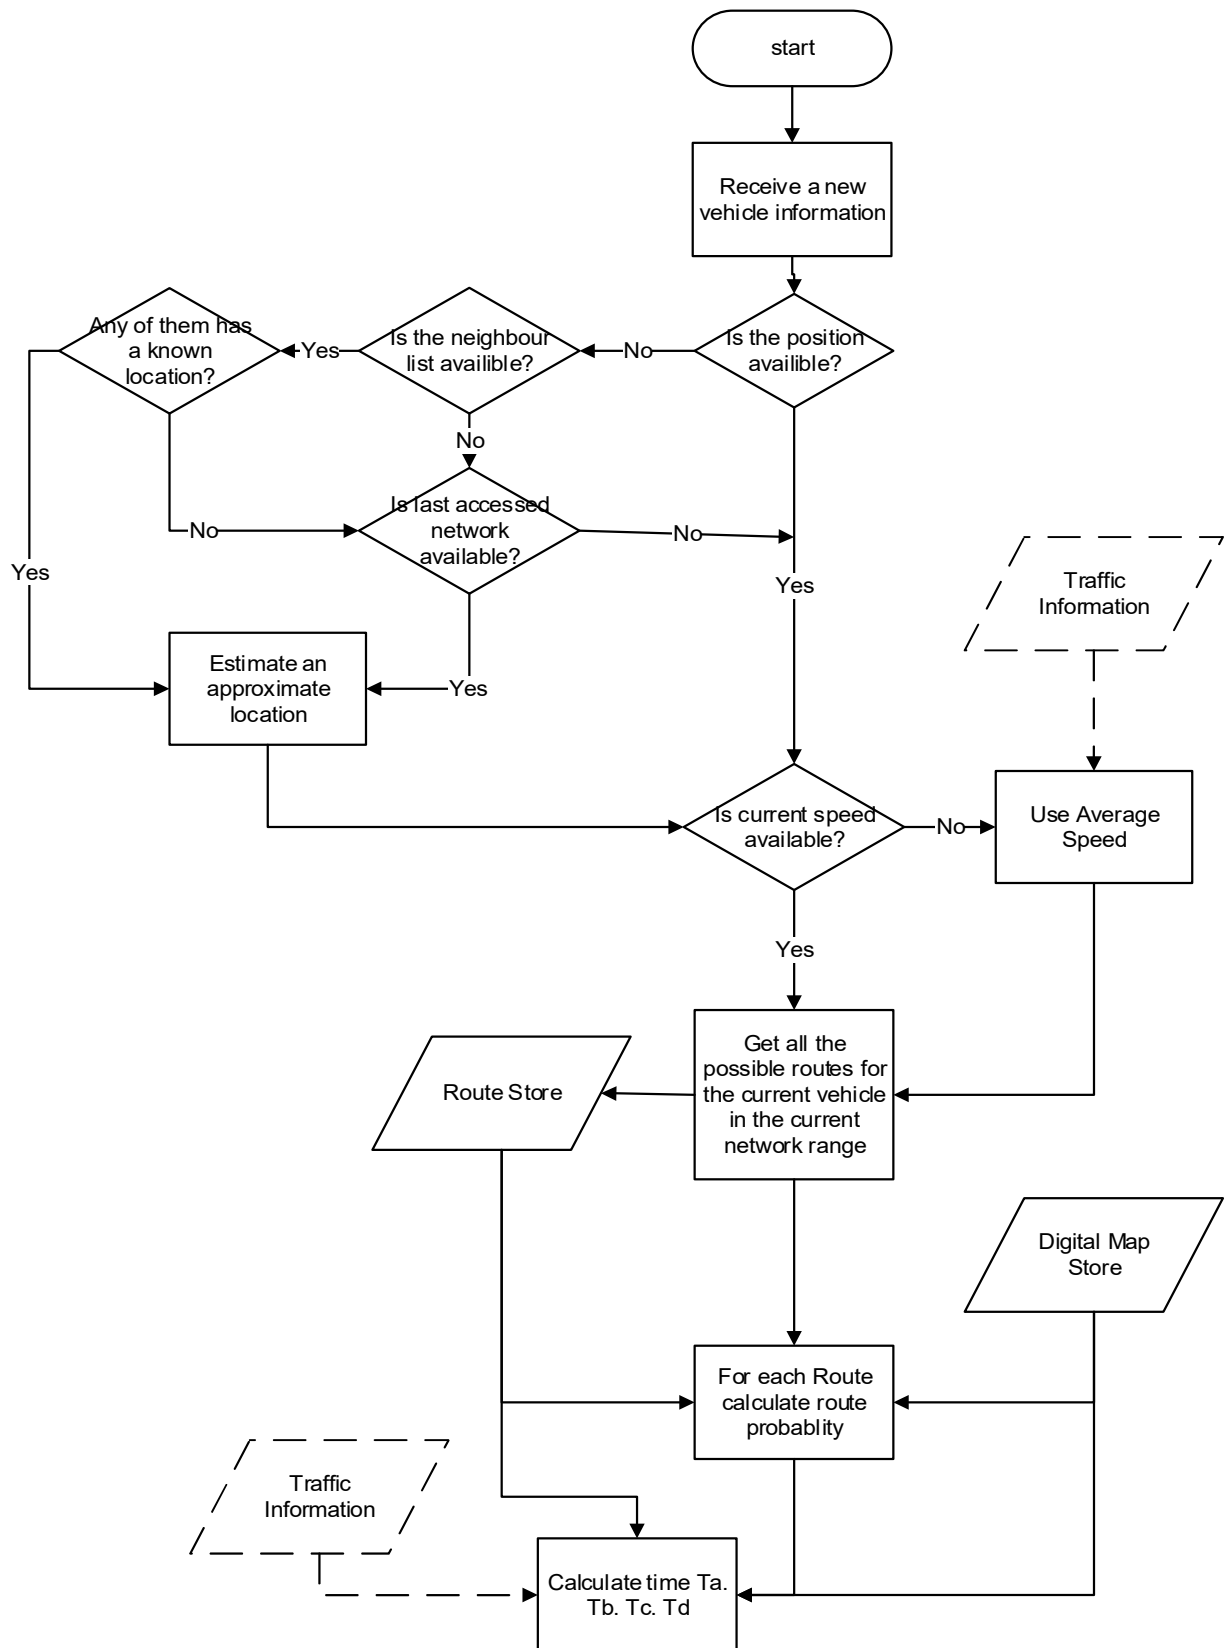 start
Receive a new
vehicle information
Any of them has
a known
location?
Yes
Is the neighbour
list availible?
No
Is the position
availible?
No
Is last accessed
network
available?
No
No
Yes
Yes
Traffic
Information
Estimate an
approximate
location
Yes
Is current speed
available?
No
Use Average
Speed
Yes
Get all the
possible routes for
the current vehicle
in the current
network range
Route Store
Digital Map
Store
For each Route
calculate route
probablity
Traffic
Information
Calculate time Ta.
Tb. Tc. Td